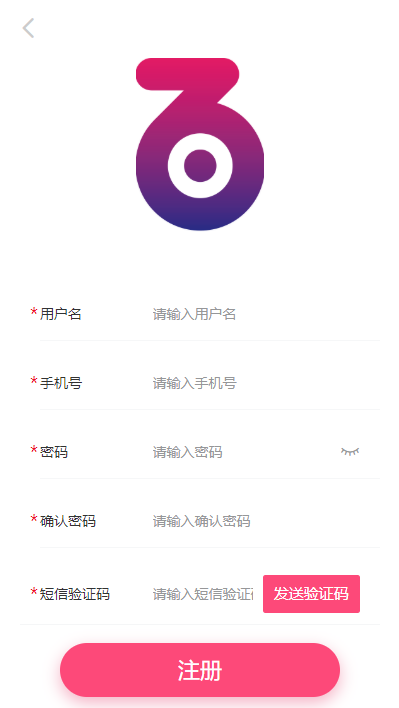 *用户名 请输入用户名
*手机号 请输入手机号
*密码 请输入密码
*确认密码 请输入确认密码
*短信验证码 请输入短信验证 发送验证码
注册